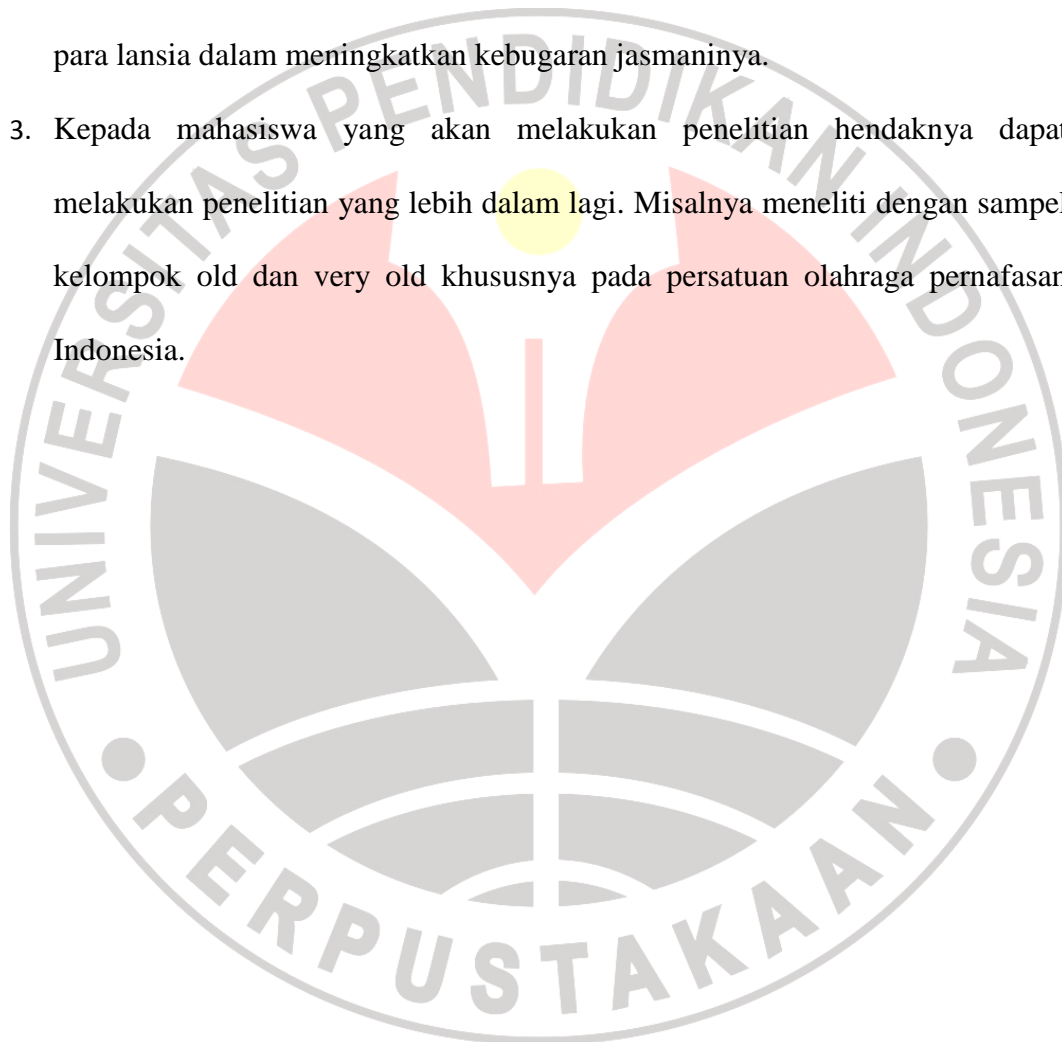 para lansia dalam meningkatkan kebugaran jasmaninya.
3. Kepada mahasiswa yang akan melakukan penelitian hendaknya dapat
melakukan penelitian yang lebih dalam lagi. Misalnya meneliti dengan sampel
kelompok old dan very old khususnya pada persatuan olahraga pernafasan
Indonesia.
UNIVERSITAS PENDIDIKAN INDONESIA
PERPUSTAKAAN